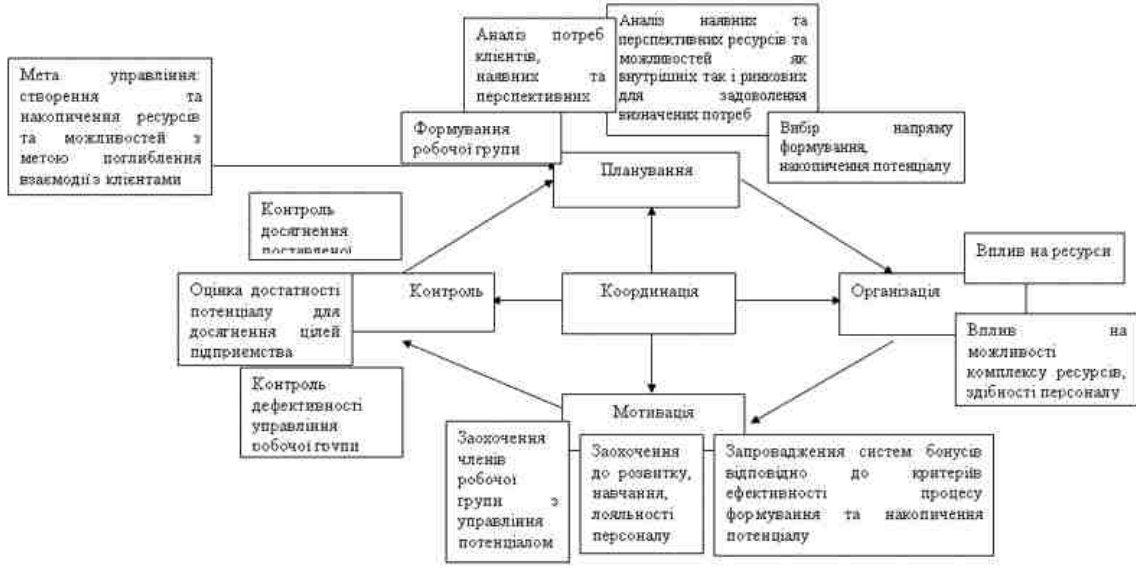 Мета управління:
створення та
накопичення ресурсів
та можливостей з
метою поглиблення
взаємодії з клієнтами
Аналіз потреб
клієнтів,
наявних та
перспективних
Аналіз наявних та
перспективних ресурсів та
можливостей як
внутрішніх так і ринкових
для задоволення
визначених потреб
Формування
робочої групи
Вибір напряму
формування,
накопичення потенціалу
Планування
Контроль
досягнення
поставленої
Оцінка достатності
потенціалу для
досягнення цілей
підприємства
Контроль
Координація
Організація
Вплив на ресурси
Вплив на
можливості
комплексу ресурсів,
здібності персоналу
Контроль
дефективності
управління
робочої групи
Мотивація
Заохочення
членів
робочої
групи з
управління
потенціалом
Заохочення
до розвитку,
навчання,
лояльності
персоналу
Запровадження систем бонусів
відповідно до критеріїв
ефективності процесу
формування та накопичення
потенціалу